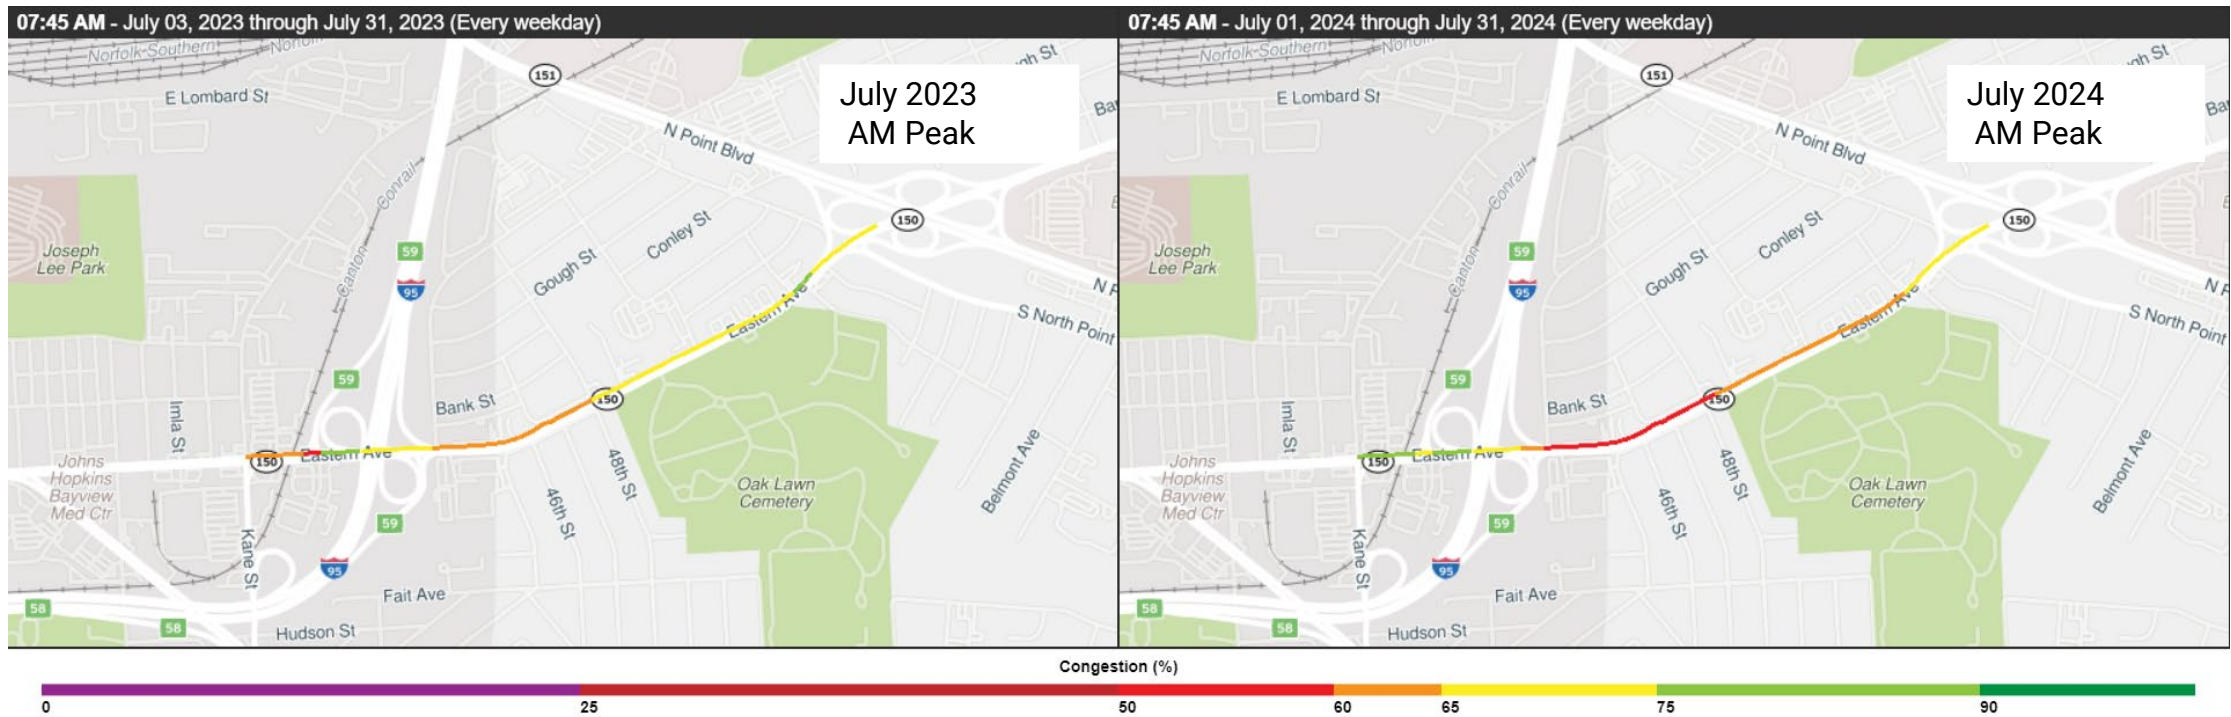 07:45 AM - July 03, 2023 through July 31, 2023 (Every weekday)
Norfolk-Southern
151
E Lombard St
July 2023
AM Peak
N Point Blvd
Conrail
Joseph
Lee Park
Canton
59
95
Gough St
Conley St
150
S North Point
Eastern Ave
59
Imla St
Bank St
150
150
Eastern Ave
Johns
Hopkins
Bayview
Med Ctr
46th St
48th St
Oak Lawn
Cemetery
Belmont Ave
59
Kane St
95
Fait Ave
58
58
Hudson St
07:45 AM - July 01, 2024 through July 31, 2024 (Every weekday)
Norfolk-Southern
151
E Lombard St
July 2024
AM Peak
N Point Blvd
Conrail
Joseph
Lee Park
Canton
59
95
Gough St
Conley St
150
S North Point
Eastern Ave
59
Imla St
Bank St
150
150
Eastern Ave
Johns
Hopkins
Bayview
Med Ctr
46th St
48th St
Oak Lawn
Cemetery
Belmont Ave
59
Kane St
95
Fait Ave
58
58
Hudson St
Congestion (%)
0 25 50 60 65 75 90